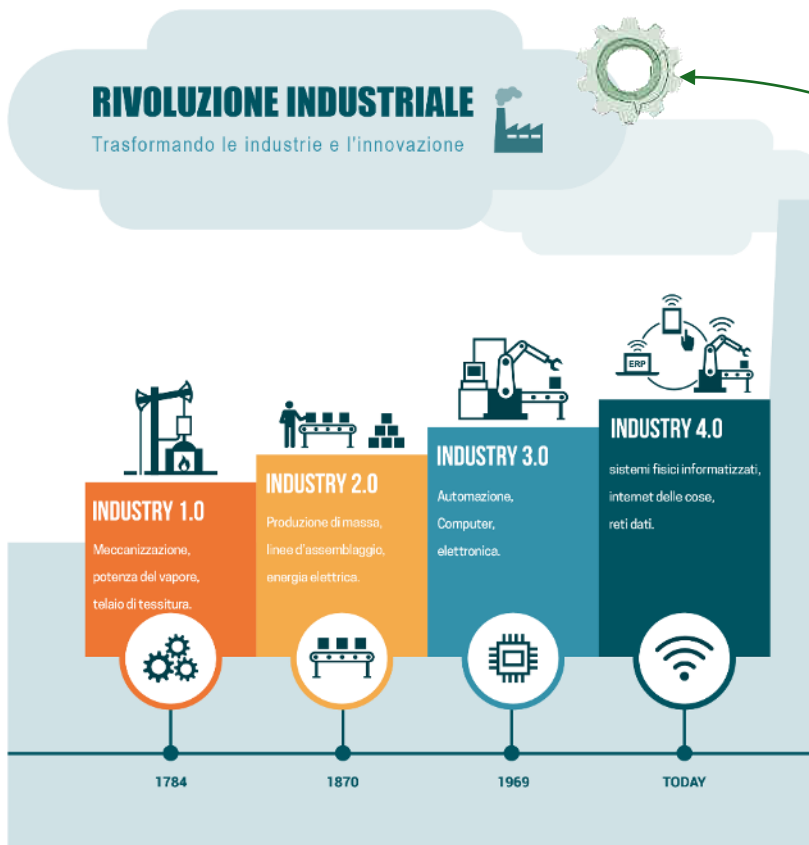 RIVOLUZIONE INDUSTRIALE
Trasformando le industrie e l'innovazione
INDUSTRY 1.0
Meccanizzazione,
potenza del vapore,
telaio di tessitura.
INDUSTRY 2.0
Produzione di massa,
linee d'assemblaggio,
energia elettrica.
INDUSTRY 3.0
Automazione,
Computer,
elettronica.
ERP
INDUSTRY 4.0
sistemi fisici informatizzati,
internet delle cose,
reti dati.
1784
1870
1969
TODAY